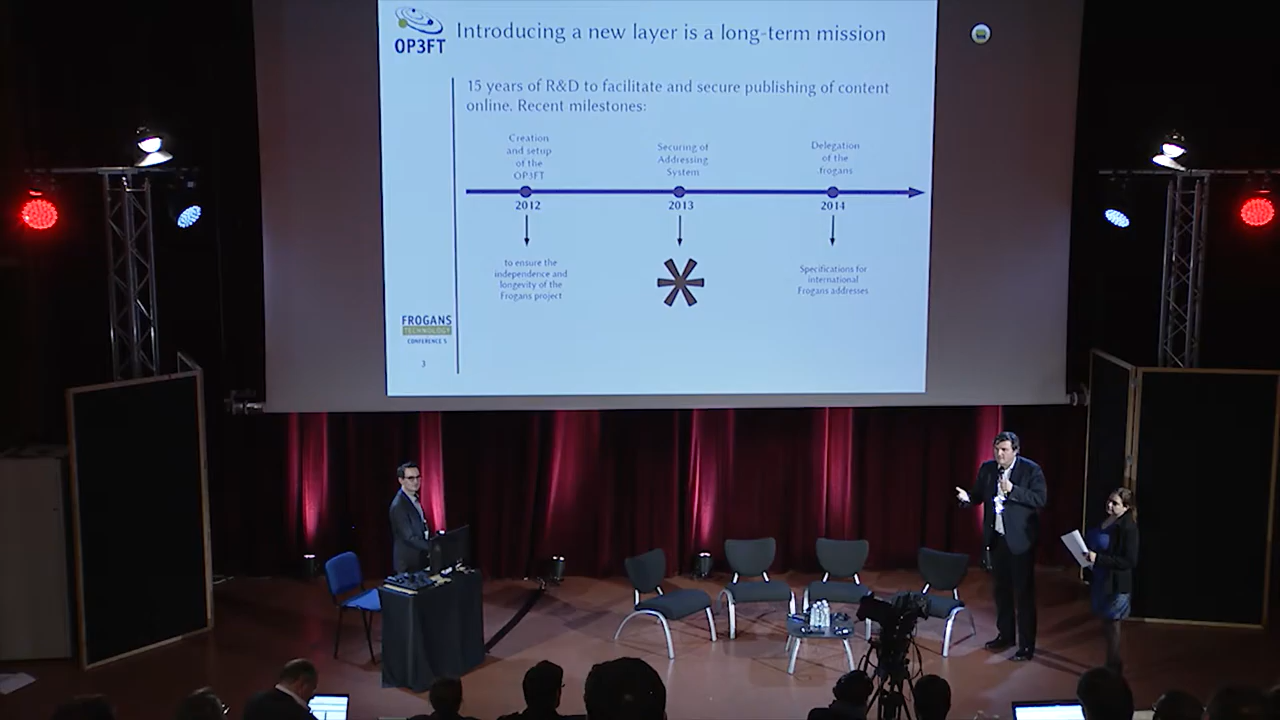 OP3FT
Introducing a new layer is a long-term mission
15 years of R&D to facilitate and secure publishing of content
online. Recent milestones:
Creation
and setup
of the
OP3FT
Securing of
Addressing
System
Delegation
of the
.frogans
2012
2013
2014
to ensure the
independence and
longevity of the
Frogans project
Specifications for
international
Frogans addresses
FROGANS
TECHNOLOGY
CONFERENCE 5
3